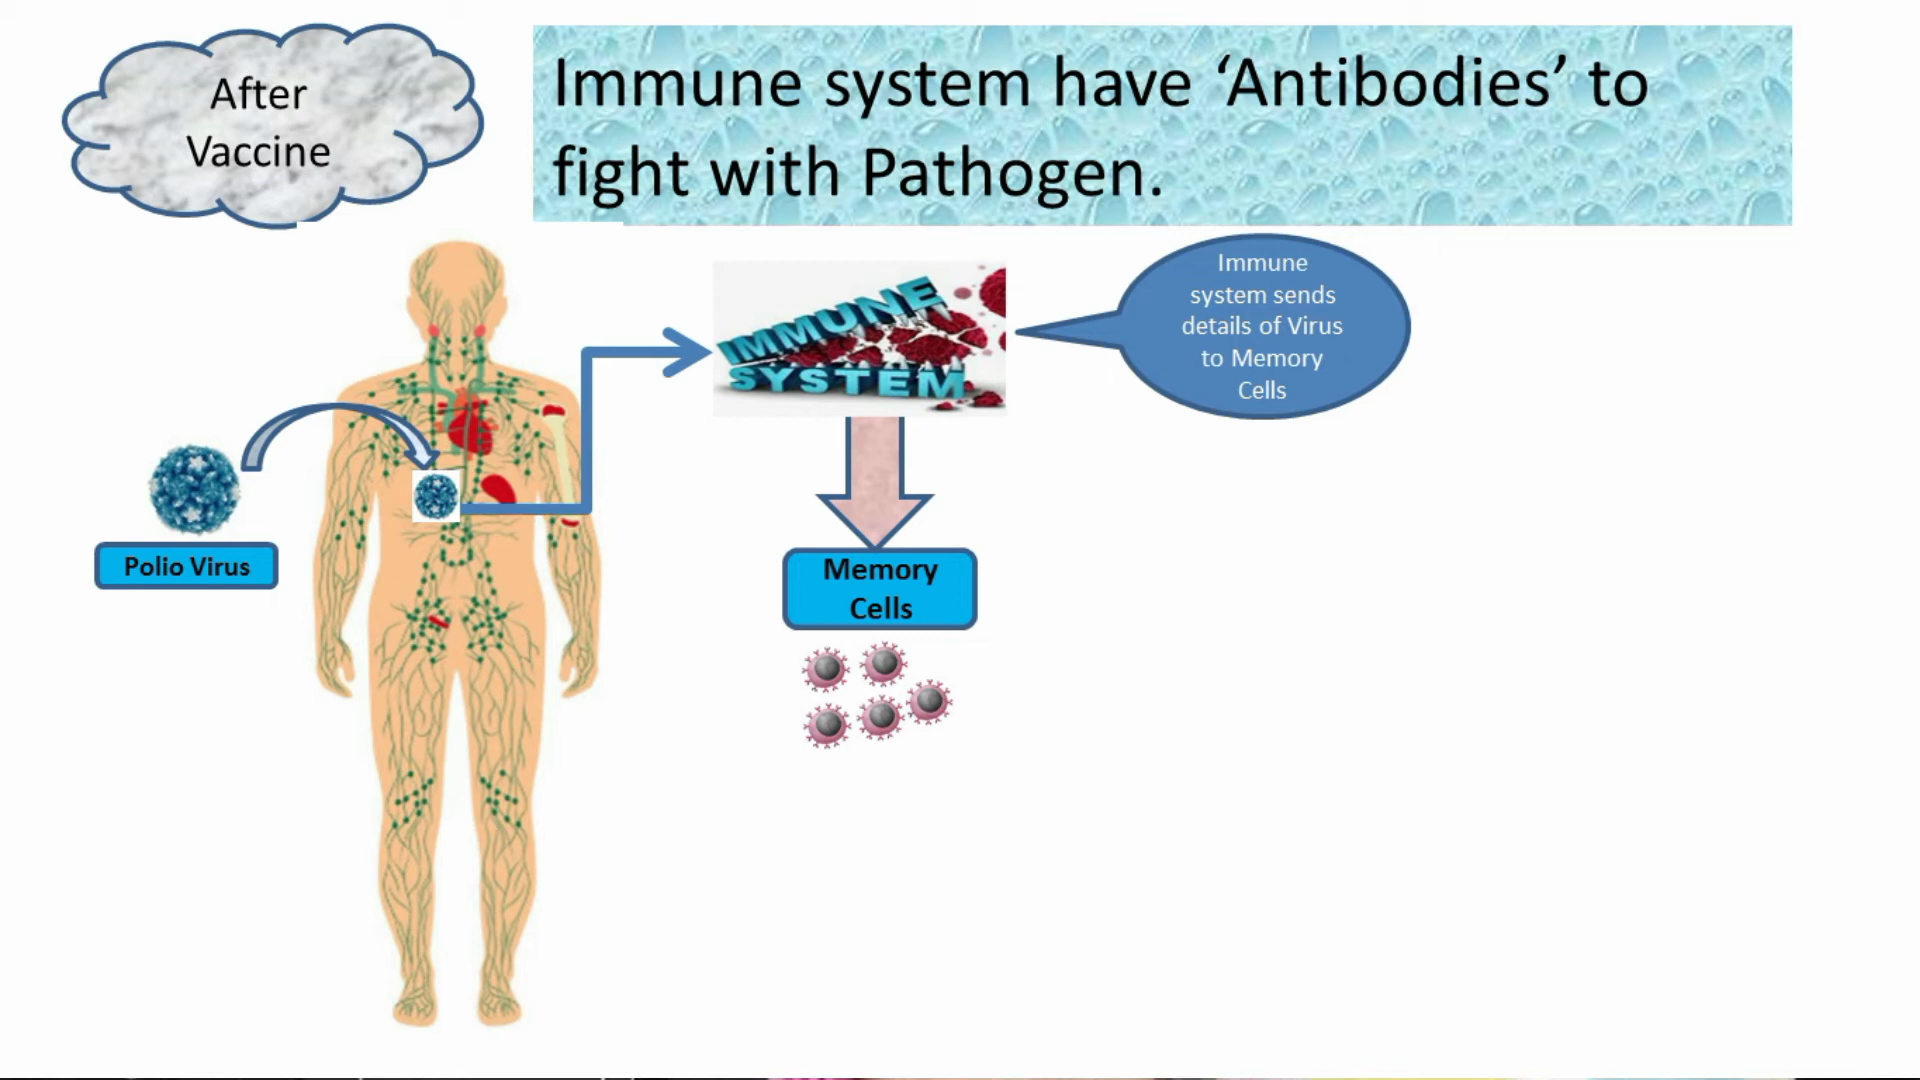 After
Vaccine
Immune system have ‘Antibodies’ to
fight with Pathogen.
IMMUNE
SYSTEM
Immune
system sends
details of Virus
to Memory
Cells
Polio Virus
Memory
Cells